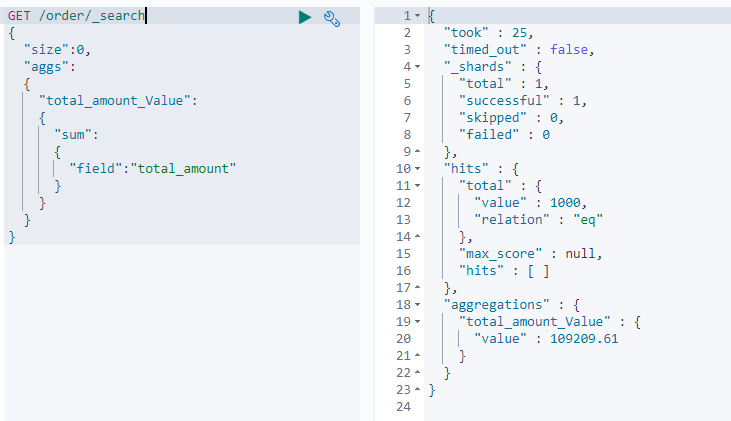 GET /order/_search
{
  "size":0,
  "aggs":
  {
    "total_amount_Value":
    {
      "sum":
      {
        "field":"total_amount"
      }
    }
  }
}
1 {
2   "took" : 25,
3   "timed_out" : false,
4   "_shards" : {
5     "total" : 1,
6     "successful" : 1,
7     "skipped" : 0,
8     "failed" : 0
9   },
10   "hits" : {
11     "total" : {
12       "value" : 1000,
13       "relation" : "eq"
14     },
15     "max_score" : null,
16     "hits" : [ ]
17   },
18   "aggregations" : {
19     "total_amount_Value" : {
20       "value" : 109209.61
21     }
22   }
23 }
24